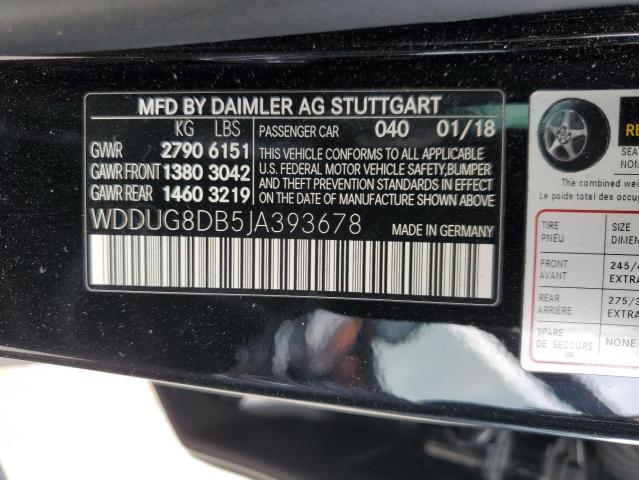 MFD BY DAIMLER AG STUTTGART
KG LBS
GVWR 2790 6151
GAWR FRONT 1380 3042
GAWR REAR 1460 3219
PASSENGER CAR 040 01/18
THIS VEHICLE CONFORMS TO ALL APPLICABLE
U.S. FEDERAL MOTOR VEHICLE SAFETY,BUMPER
AND THEFT PREVENTION STANDARDS IN EFFECT
ON THE DATE OF MANUFACTURE SHOWN ABOVE.
WDDUG8DB5JA393678
MADE IN GERMANY
The combined weight
Le poids total des occup
TIRE
PNEU
SIZE
FRONT
AVANT
245/4
EXTRA
REAR
ARRIÈRE
275/3
EXTRA
SPARE
DE SECOURS
NONE